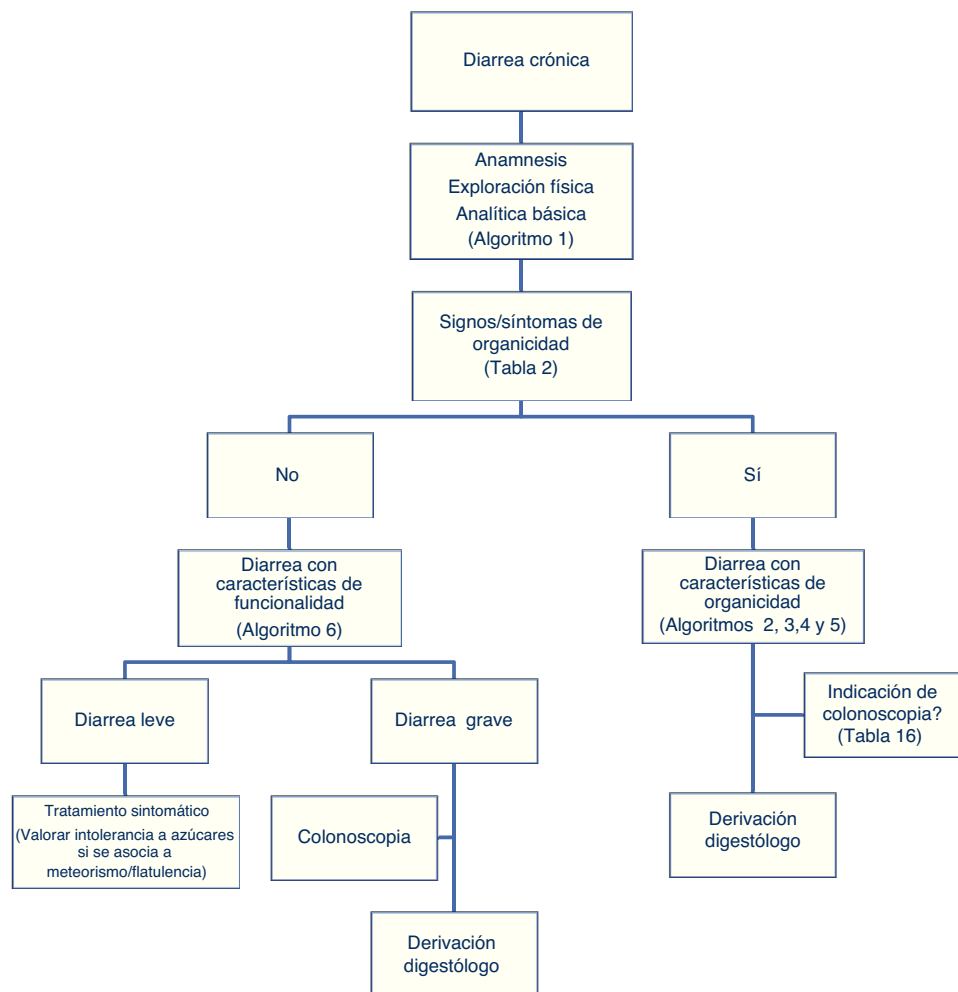 Diarrea crónica
Anamnesis
Exploración física
Analítica básica
(Algoritmo 1)
Signos/síntomas de
organicidad
(Tabla 2)
No
Sí
Diarrea con
características de
funcionalidad
(Algoritmo 6)
Diarrea con
características de
organicidad
(Algoritmos 2, 3,4 y 5)
Diarrea leve
Diarrea grave
Indicación de
colonoscopia?
(Tabla 16)
Tratamiento sintomático
(Valorar intolerancia a azúcares
si se asocia a
meteorismo/flatulencia)
Colonoscopia
Derivación
digestólogo
Derivación
digestólogo